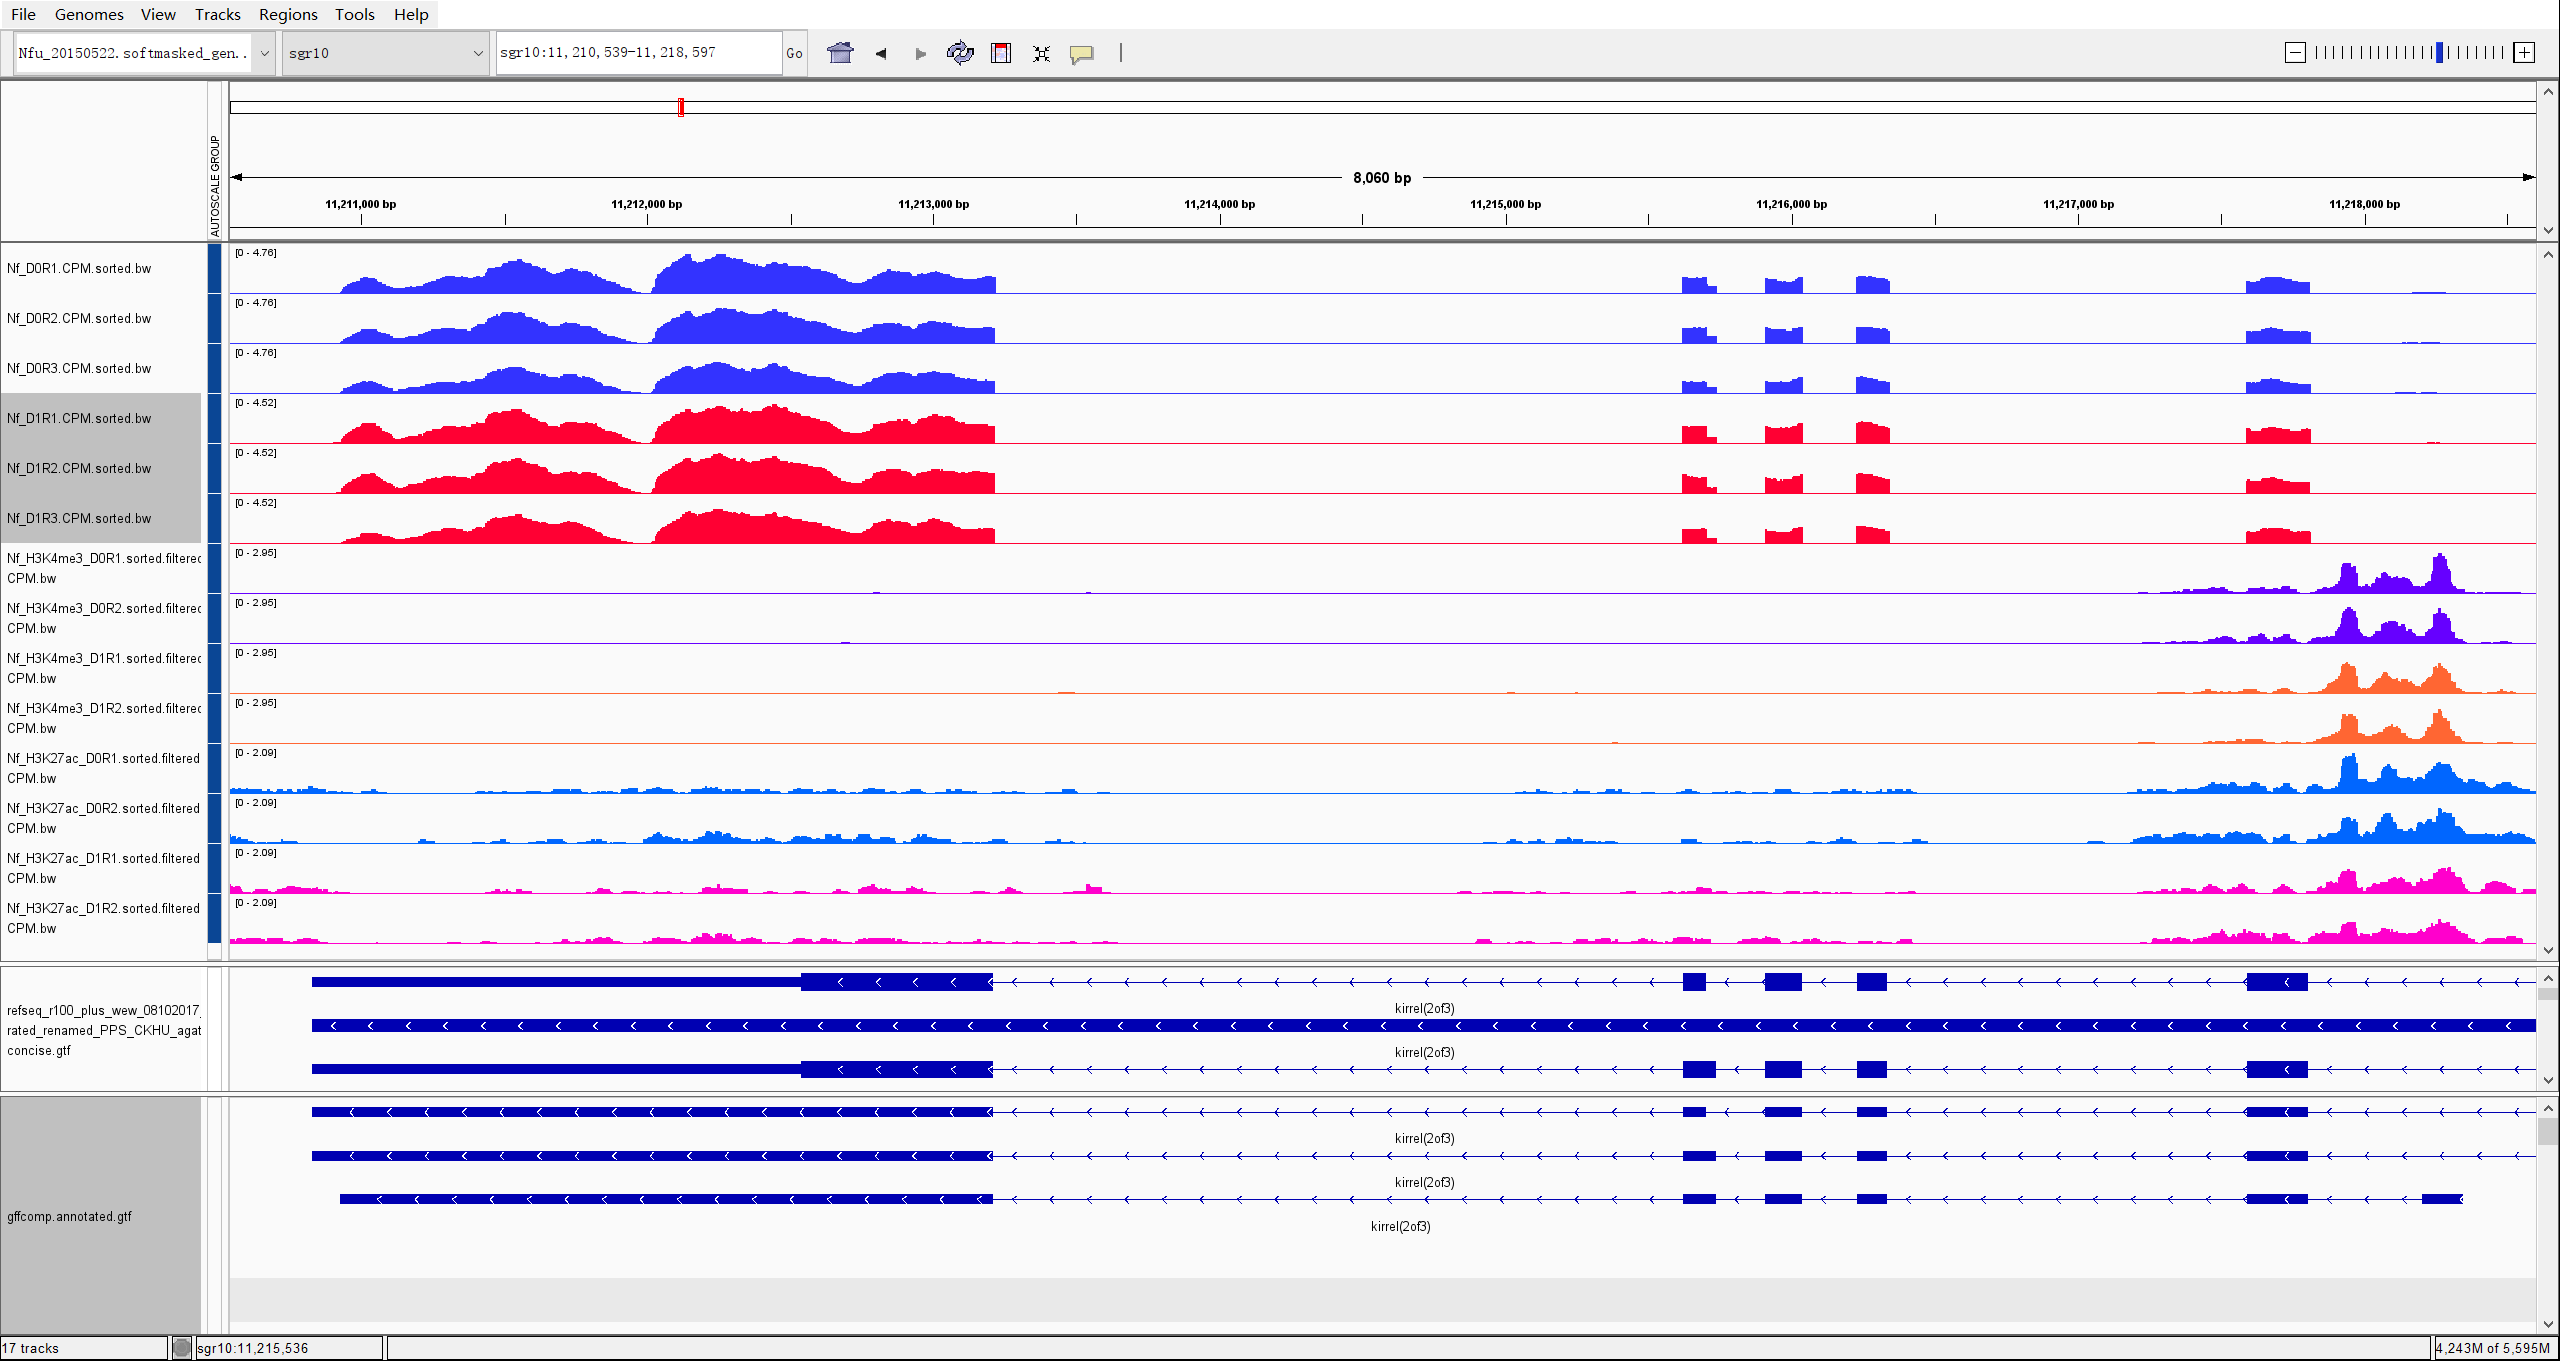 File Genomes View Tracks Regions Tools Help
Nfu_20150522.softmasked_gen.. sgr10 sgr10:11,210,539-11,218,597 Go
AUTOSCALE GROUP
8,060 bp
11,211,000 bp 11,212,000 bp 11,213,000 bp 11,214,000 bp 11,215,000 bp 11,216,000 bp 11,217,000 bp 11,218,000 bp
[0 - 4.76]
Nf_D0R1.CPM.sorted.bw
[0 - 4.76]
Nf_D0R2.CPM.sorted.bw
[0 - 4.76]
Nf_D0R3.CPM.sorted.bw
[0 - 4.52]
Nf_D1R1.CPM.sorted.bw
[0 - 4.52]
Nf_D1R2.CPM.sorted.bw
[0 - 4.52]
Nf_D1R3.CPM.sorted.bw
[0 - 2.95]
Nf_H3K4me3_D0R1.sorted.filterec
CPM.bw
[0 - 2.95]
Nf_H3K4me3_D0R2.sorted.filterec
CPM.bw
[0 - 2.95]
Nf_H3K4me3_D1R1.sorted.filterec
CPM.bw
[0 - 2.95]
Nf_H3K4me3_D1R2.sorted.filterec
CPM.bw
[0 - 2.09]
Nf_H3K27ac_D0R1.sorted.filtered
CPM.bw
[0 - 2.09]
Nf_H3K27ac_D0R2.sorted.filtered
CPM.bw
[0 - 2.09]
Nf_H3K27ac_D1R1.sorted.filtered
CPM.bw
[0 - 2.09]
Nf_H3K27ac_D1R2.sorted.filtered
CPM.bw
refseq_r100_plus_wew_08102017_
rated_renamed_PPS_CKHU_agat
concise.gtf
kirrel(2of3)
kirrel(2of3)
kirrel(2of3)
kirrel(2of3)
kirrel(2of3)
gffcomp.annotated.gtf
17 tracks sgr10:11,215,536 4,243M of 5,595M